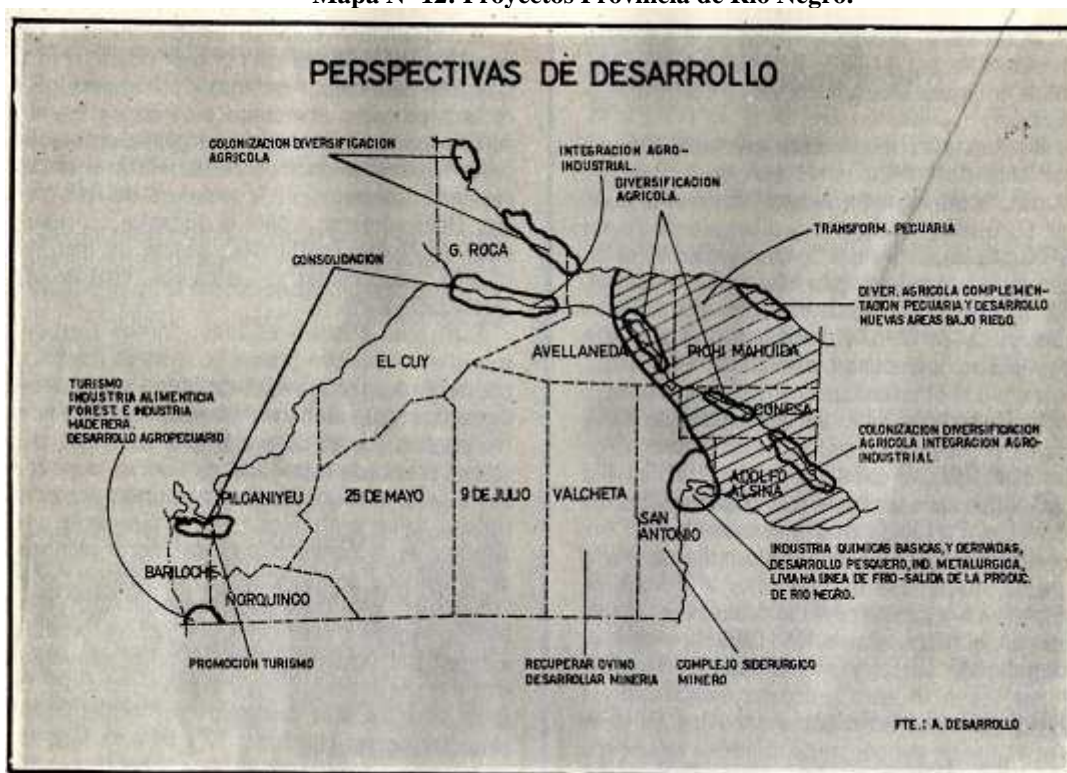 Mapa Nº 12: Proyectos Provincia de Río Negro.
PERSPECTIVAS DE DESARROLLO
COLONIZACION DIVERSIFICACION
AGRICOLA
INTEGRACION AGRO-
INDUSTRIAL.
DIVERSIFICACION
AGRICOLA.
TRANSFORM. PECUARIA
G. ROCA
CONSOLIDACION
DIVER. AGRICOLA COMPLEMEN-
TACION PECUARIA Y DESARROLLO
NUEVAS AREAS BAJO RIEGO.
EL CUY
AVELLANEDA
PICHI MAHUIDA
TURISMO
INDUSTRIA ALIMENTICIA
FOREST. E INDUSTRIA
MADERERA.
DESARROLLO AGROPECUARIO
CONESA
COLONIZACION DIVERSIFICACION
AGRICOLA INTEGRACION AGRO-
INDUSTRIAL
PILCANIYEU
25 DE MAYO
9 DE JULIO
VALCHETA
ADOLFO
ALSINA
SAN
ANTONIO
BARILOCHE
ÑORQUINCO
INDUSTRIA QUIMICAS BASICAS, Y DERIVADAS,
DESARROLLO PESQUERO, IND. METALURGICA,
LIVIANA LINEA DE FRIO-SALIDA DE LA PRODUC.
DE RIO NEGRO.
PROMOCION TURISMO
RECUPERAR OVINO
DESARROLLAR MINERIA
COMPLEJO SIDERURGICO
MINERO
FTE.: A. DESARROLLO